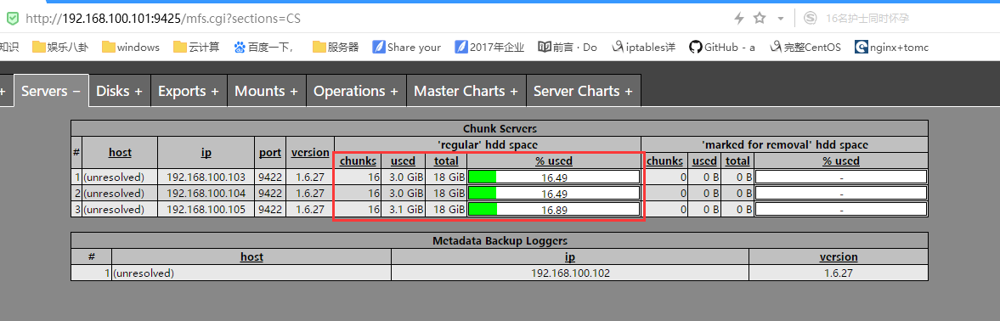 http://192.168.100.101:9425/mfs.cgi?sections=CS 16名护士同时怀孕
知识 娱乐八卦 windows 云计算 百度一下, 服务器 Share your 2017年企业 前言 · Do iptables详 GitHub - a 完整CentOS nginx+tomc
+ Servers − Disks + Exports + Mounts + Operations + Master Charts + Server Charts +
Chunk Servers
# host ip port version 'regular' hdd space 'marked for removal' hdd space
chunks used total % used chunks used total % used
1 (unresolved) 192.168.100.103 9422 1.6.27 16 3.0 GiB 18 GiB 16.49 0 0 B 0 B -
2 (unresolved) 192.168.100.104 9422 1.6.27 16 3.0 GiB 18 GiB 16.49 0 0 B 0 B -
3 (unresolved) 192.168.100.105 9422 1.6.27 16 3.1 GiB 18 GiB 16.89 0 0 B 0 B -
Metadata Backup Loggers
# host ip version
1 (unresolved) 192.168.100.102 1.6.27